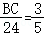 BC/24 = 3/5